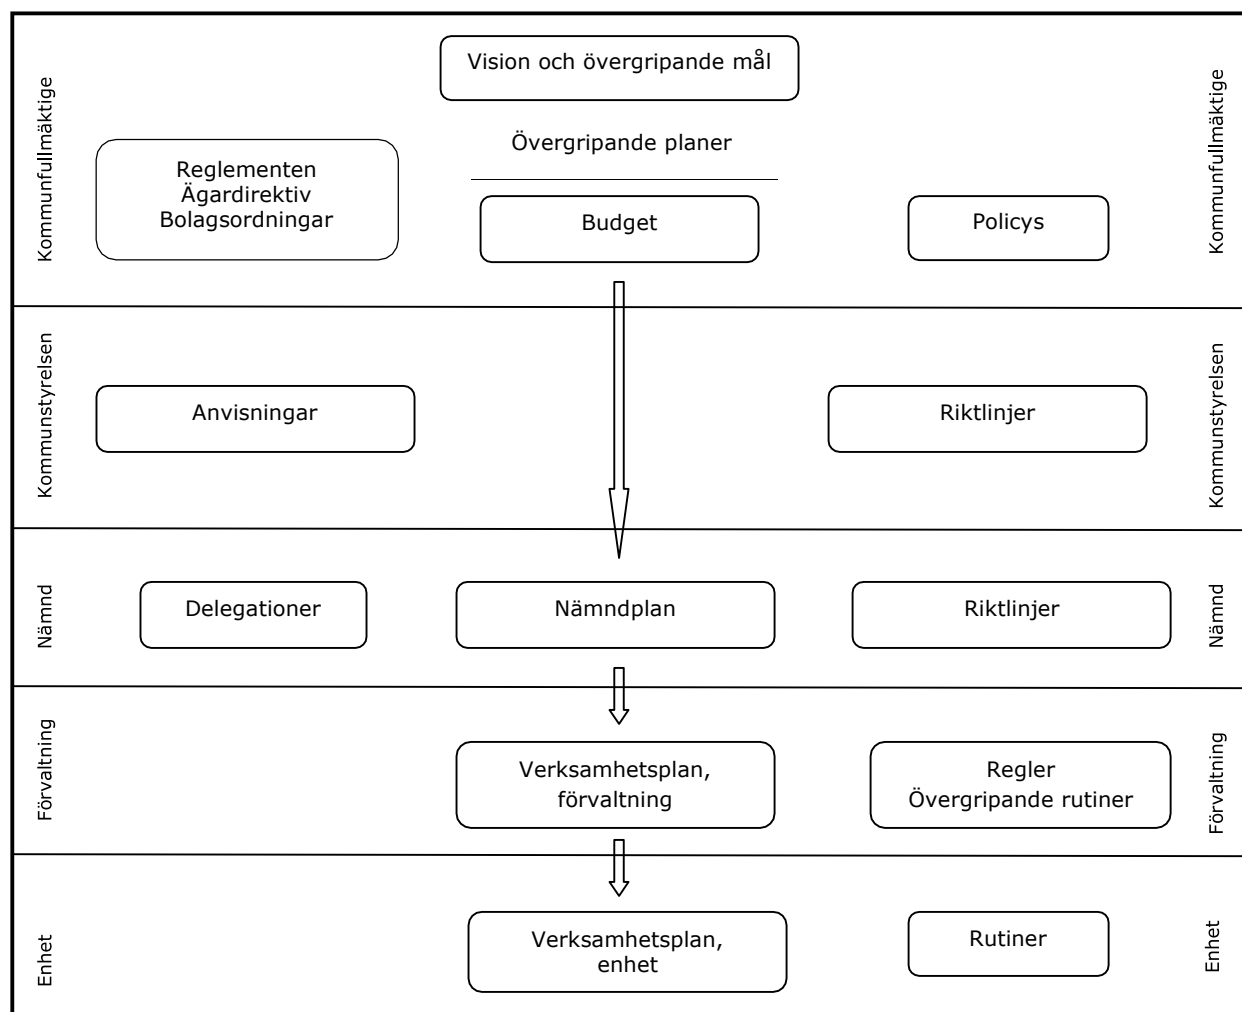 Kommunfullmäktige
Vision och övergripande mål
Övergripande planer
Reglementen
Ägardirektiv
Bolagsordningar
Budget
Policys
Kommunfullmäktige
Kommunstyrelsen
Anvisningar
Riktlinjer
Kommunstyrelsen
Nämnd
Delegationer
Nämndplan
Riktlinjer
Nämnd
Förvaltning
Verksamhetsplan,
förvaltning
Regler
Övergripande rutiner
Förvaltning
Enhet
Verksamhetsplan,
enhet
Rutiner
Enhet